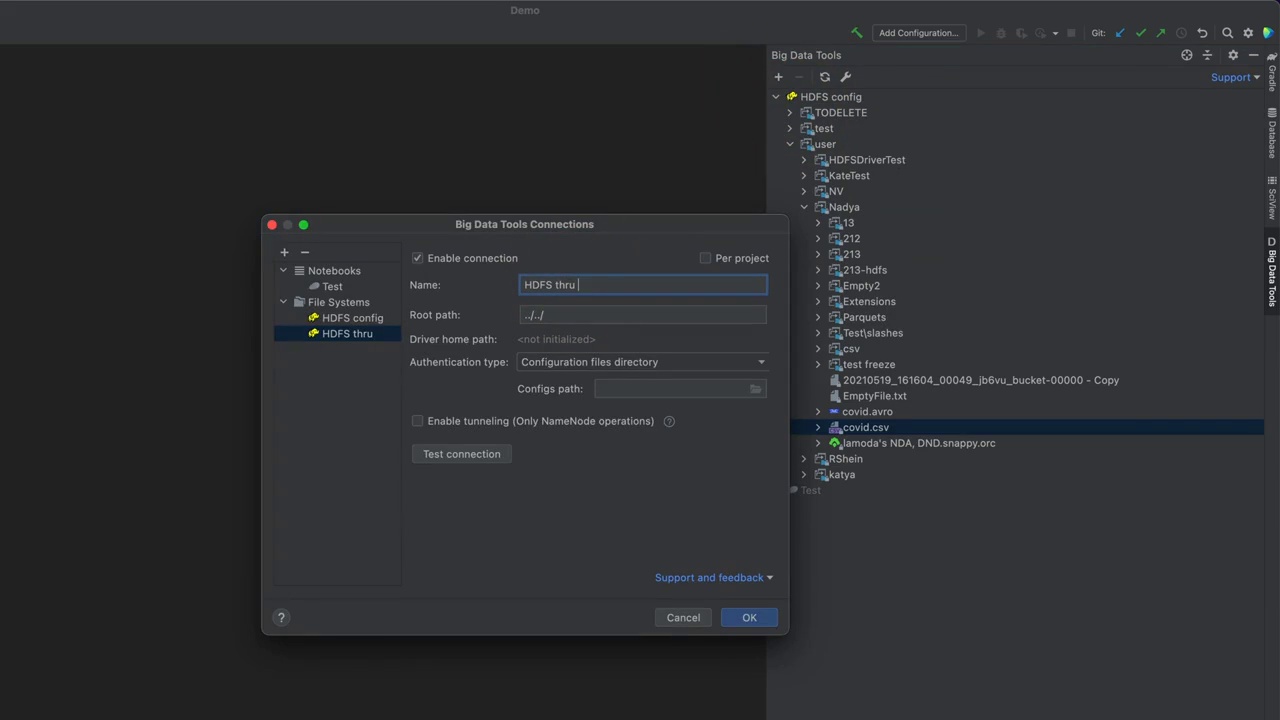 Demo
Add Configuration...
Git:
Big Data Tools
Support
HDFS config
TODELETE
test
user
HDFSDriverTest
KateTest
NV
Nadya
13
212
213
213-hdfs
Empty2
Extensions
Parquets
Test\slashes
csv
test freeze
20210519_161604_00049_jb6vu_bucket-00000 - Copy
EmptyFile.txt
covid.avro
covid.csv
lamoda's NDA, DND.snappy.orc
RShein
katya
Test
Gradle
Database
SciView
D Big Data Tools
Big Data Tools Connections
Notebooks
Test
File Systems
HDFS config
HDFS thru
Enable connection
Per project
Name:
HDFS thru
Root path:
../../
Driver home path:
<not initialized>
Authentication type:
Configuration files directory
Configs path:
Enable tunneling (Only NameNode operations)
?
Test connection
Support and feedback
?
Cancel
OK